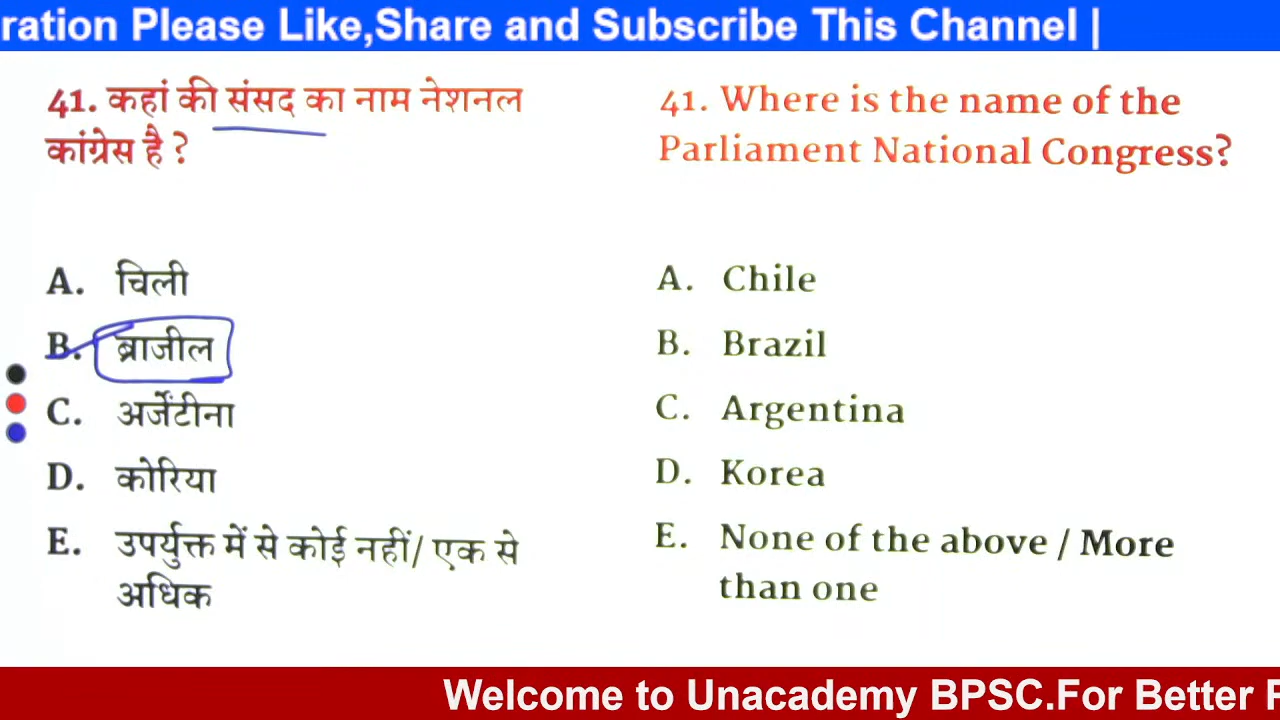 ration Please Like,Share and Subscribe This Channel |
41. कहां की संसद का नाम नेशनल
कांग्रेस है ?
A. चिली
B. ब्राजील
C. अर्जेंटीना
D. कोरिया
E. उपर्युक्त में से कोई नहीं/ एक से
अधिक
41. Where is the name of the
Parliament National Congress?
A. Chile
B. Brazil
C. Argentina
D. Korea
E. None of the above / More
than one
Welcome to Unacademy BPSC.For Better F